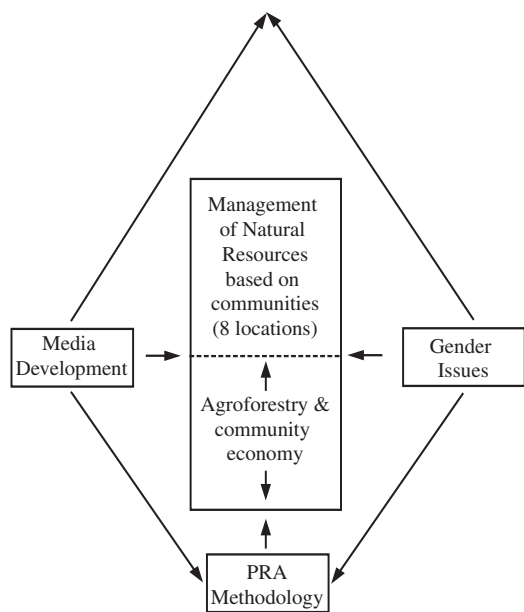 Management
of Natural
Resources
based on
communities
(8 locations)
Media
Development
Gender
Issues
Agroforestry &
community
economy
PRA
Methodology